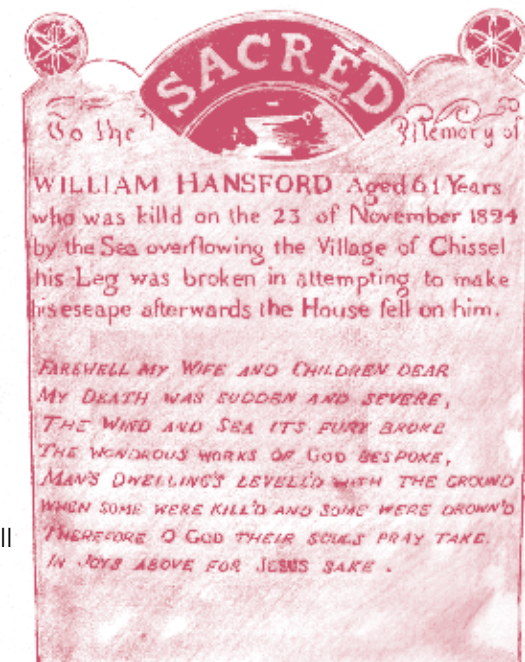 SACRED
To the Memory of
WILLIAM HANSFORD Aged 61 Years
who was killd on the 23 of November 1824
by the Sea overflowing the Village of Chissel
his Leg was broken in attempting to make
his escape afterwards the House fell on him.
FAREWELL MY WIFE AND CHILDREN DEAR
MY DEATH WAS SUDDEN AND SEVERE,
THE WIND AND SEA ITS FURY BROKE
THE WONDROUS WORKS OF GOD BESPOKE,
MAN'S DWELLING'S LEVELL'D WITH THE GROUND
WHEN SOME WERE KILL'D AND SOME WERE DROWN'D
ll
THEREFORE O GOD THEIR SOULS PRAY TAKE.
IN JOYS ABOVE FOR JESUS SAKE.